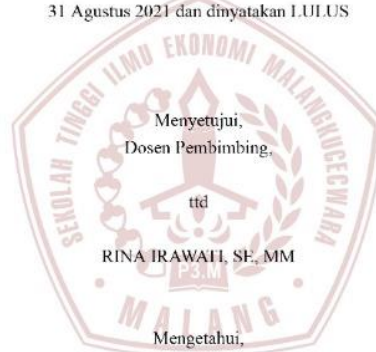 31 Agustus 2021 dan dinyatakan LULUS
SEKOLAH TINGGI ILMU EKONOMI MALANGKUCECWARA
Menyetujui,
Dosen Pembimbing,
ttd
RINA IRAWATI, SE, MM
P3.M
MALANG
Mengetahui,